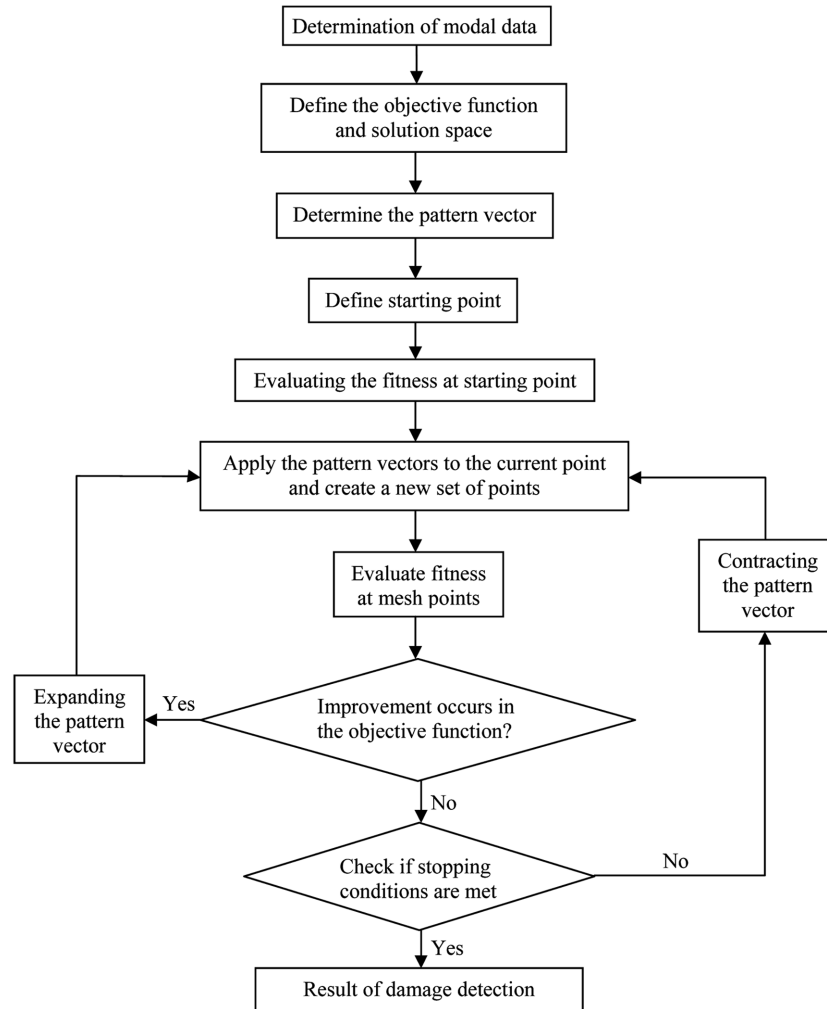 Determination of modal data
Define the objective function
and solution space
Determine the pattern vector
Define starting point
Evaluating the fitness at starting point
Apply the pattern vectors to the current point
and create a new set of points
Evaluate fitness
at mesh points
Contracting
the pattern
vector
Expanding
the pattern
vector
Yes
Improvement occurs in
the objective function?
No
Check if stopping
conditions are met
No
Yes
Result of damage detection